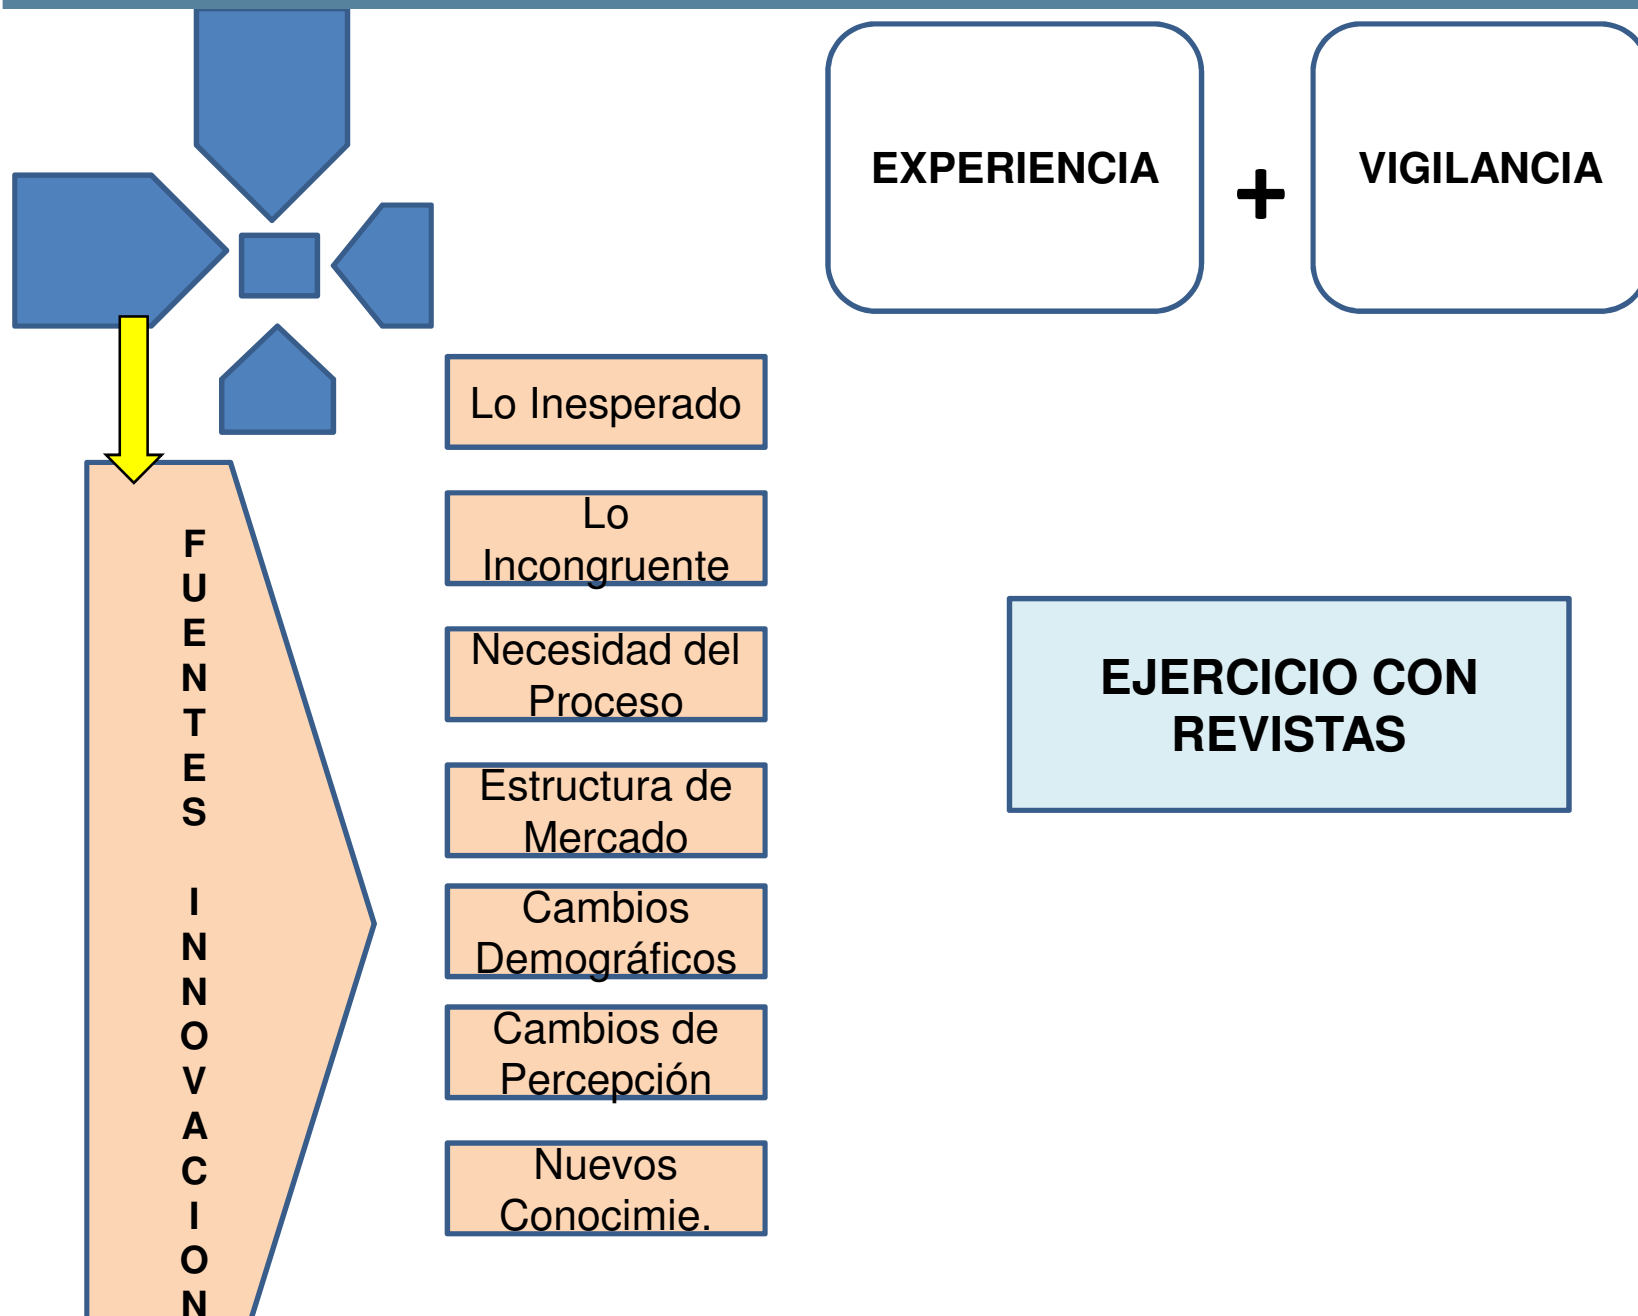 EXPERIENCIA
+
VIGILANCIA
Lo Inesperado
Lo
Incongruente
Necesidad del
Proceso
Estructura de
Mercado
Cambios
Demográficos
Cambios de
Percepción
Nuevos
Conocimie.
F
U
E
N
T
E
S
I
N
N
O
V
A
C
I
O
N
EJERCICIO CON
REVISTAS